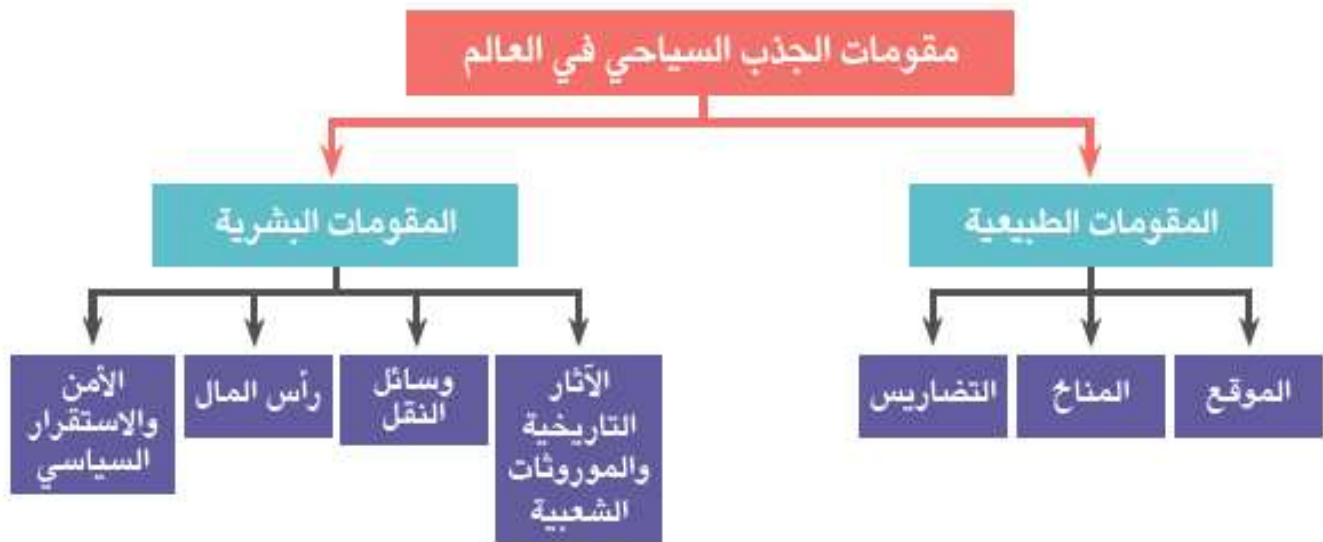 مقومات الجذب السياحي في العالم
المقومات الطبيعية
المقومات البشرية
الموقع
المناخ
التضاريس
الآثار
التاريخية
والموروثات
الشعبية
وسائل
النقل
رأس المال
الأمن
والاستقرار
السياسي